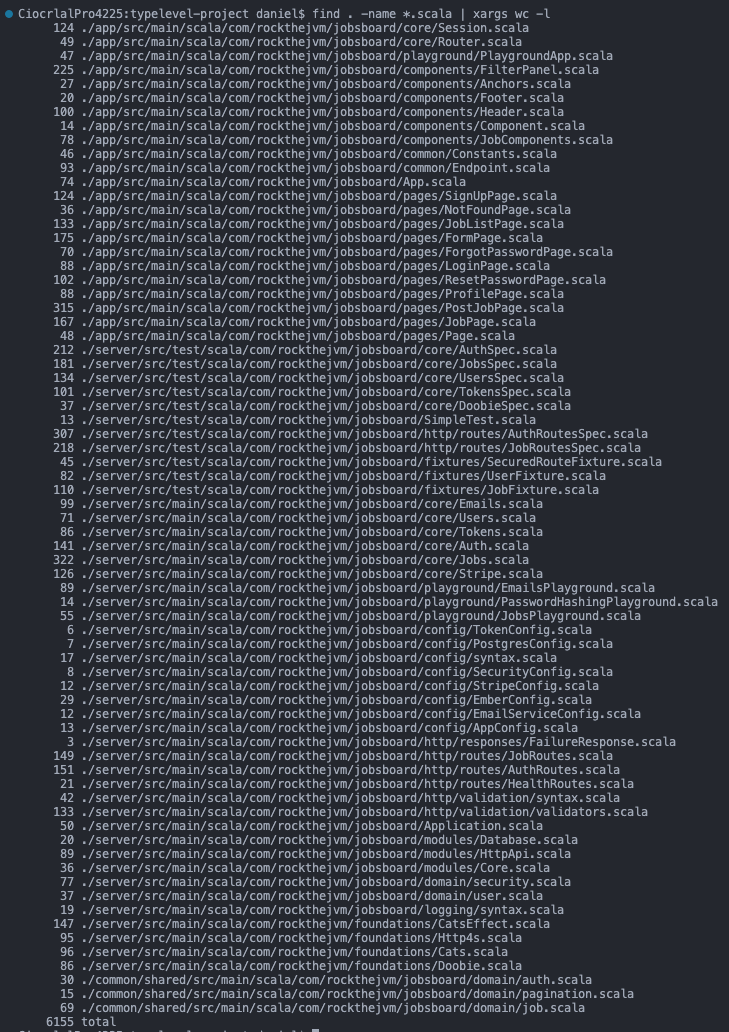 CiocrlalPro4225:typelevel-project daniel$ find . -name *.scala | xargs wc -l
124 ./app/src/main/scala/com/rockthejvm/jobsboard/core/Session.scala
49 ./app/src/main/scala/com/rockthejvm/jobsboard/core/Router.scala
47 ./app/src/main/scala/com/rockthejvm/jobsboard/playground/PlaygroundApp.scala
225 ./app/src/main/scala/com/rockthejvm/jobsboard/components/FilterPanel.scala
27 ./app/src/main/scala/com/rockthejvm/jobsboard/components/Anchors.scala
20 ./app/src/main/scala/com/rockthejvm/jobsboard/components/Footer.scala
100 ./app/src/main/scala/com/rockthejvm/jobsboard/components/Header.scala
14 ./app/src/main/scala/com/rockthejvm/jobsboard/components/Component.scala
78 ./app/src/main/scala/com/rockthejvm/jobsboard/components/JobComponents.scala
46 ./app/src/main/scala/com/rockthejvm/jobsboard/common/Constants.scala
93 ./app/src/main/scala/com/rockthejvm/jobsboard/common/Endpoint.scala
74 ./app/src/main/scala/com/rockthejvm/jobsboard/App.scala
124 ./app/src/main/scala/com/rockthejvm/jobsboard/pages/SignUpPage.scala
36 ./app/src/main/scala/com/rockthejvm/jobsboard/pages/NotFoundPage.scala
133 ./app/src/main/scala/com/rockthejvm/jobsboard/pages/JobListPage.scala
175 ./app/src/main/scala/com/rockthejvm/jobsboard/pages/FormPage.scala
70 ./app/src/main/scala/com/rockthejvm/jobsboard/pages/ForgotPasswordPage.scala
88 ./app/src/main/scala/com/rockthejvm/jobsboard/pages/LoginPage.scala
102 ./app/src/main/scala/com/rockthejvm/jobsboard/pages/ResetPasswordPage.scala
88 ./app/src/main/scala/com/rockthejvm/jobsboard/pages/ProfilePage.scala
315 ./app/src/main/scala/com/rockthejvm/jobsboard/pages/PostJobPage.scala
167 ./app/src/main/scala/com/rockthejvm/jobsboard/pages/JobPage.scala
48 ./app/src/main/scala/com/rockthejvm/jobsboard/pages/Page.scala
212 ./server/src/test/scala/com/rockthejvm/jobsboard/core/AuthSpec.scala
181 ./server/src/test/scala/com/rockthejvm/jobsboard/core/JobsSpec.scala
134 ./server/src/test/scala/com/rockthejvm/jobsboard/core/UsersSpec.scala
101 ./server/src/test/scala/com/rockthejvm/jobsboard/core/TokensSpec.scala
37 ./server/src/test/scala/com/rockthejvm/jobsboard/core/DoobieSpec.scala
13 ./server/src/test/scala/com/rockthejvm/jobsboard/SimpleTest.scala
307 ./server/src/test/scala/com/rockthejvm/jobsboard/http/routes/AuthRoutesSpec.scala
218 ./server/src/test/scala/com/rockthejvm/jobsboard/http/routes/JobRoutesSpec.scala
45 ./server/src/test/scala/com/rockthejvm/jobsboard/fixtures/SecuredRouteFixture.scala
82 ./server/src/test/scala/com/rockthejvm/jobsboard/fixtures/UserFixture.scala
110 ./server/src/test/scala/com/rockthejvm/jobsboard/fixtures/JobFixture.scala
99 ./server/src/main/scala/com/rockthejvm/jobsboard/core/Emails.scala
71 ./server/src/main/scala/com/rockthejvm/jobsboard/core/Users.scala
86 ./server/src/main/scala/com/rockthejvm/jobsboard/core/Tokens.scala
141 ./server/src/main/scala/com/rockthejvm/jobsboard/core/Auth.scala
322 ./server/src/main/scala/com/rockthejvm/jobsboard/core/Jobs.scala
126 ./server/src/main/scala/com/rockthejvm/jobsboard/core/Stripe.scala
89 ./server/src/main/scala/com/rockthejvm/jobsboard/playground/EmailsPlayground.scala
14 ./server/src/main/scala/com/rockthejvm/jobsboard/playground/PasswordHashingPlayground.scala
55 ./server/src/main/scala/com/rockthejvm/jobsboard/playground/JobsPlayground.scala
6 ./server/src/main/scala/com/rockthejvm/jobsboard/config/TokenConfig.scala
7 ./server/src/main/scala/com/rockthejvm/jobsboard/config/PostgresConfig.scala
17 ./server/src/main/scala/com/rockthejvm/jobsboard/config/syntax.scala
8 ./server/src/main/scala/com/rockthejvm/jobsboard/config/SecurityConfig.scala
12 ./server/src/main/scala/com/rockthejvm/jobsboard/config/StripeConfig.scala
29 ./server/src/main/scala/com/rockthejvm/jobsboard/config/EmberConfig.scala
12 ./server/src/main/scala/com/rockthejvm/jobsboard/config/EmailServiceConfig.scala
13 ./server/src/main/scala/com/rockthejvm/jobsboard/config/AppConfig.scala
3 ./server/src/main/scala/com/rockthejvm/jobsboard/http/responses/FailureResponse.scala
149 ./server/src/main/scala/com/rockthejvm/jobsboard/http/routes/JobRoutes.scala
151 ./server/src/main/scala/com/rockthejvm/jobsboard/http/routes/AuthRoutes.scala
21 ./server/src/main/scala/com/rockthejvm/jobsboard/http/routes/HealthRoutes.scala
42 ./server/src/main/scala/com/rockthejvm/jobsboard/http/validation/syntax.scala
133 ./server/src/main/scala/com/rockthejvm/jobsboard/http/validation/validators.scala
50 ./server/src/main/scala/com/rockthejvm/jobsboard/Application.scala
20 ./server/src/main/scala/com/rockthejvm/jobsboard/modules/Database.scala
89 ./server/src/main/scala/com/rockthejvm/jobsboard/modules/HttpApi.scala
36 ./server/src/main/scala/com/rockthejvm/jobsboard/modules/Core.scala
77 ./server/src/main/scala/com/rockthejvm/jobsboard/domain/security.scala
37 ./server/src/main/scala/com/rockthejvm/jobsboard/domain/user.scala
19 ./server/src/main/scala/com/rockthejvm/jobsboard/logging/syntax.scala
147 ./server/src/main/scala/com/rockthejvm/foundations/CatsEffect.scala
95 ./server/src/main/scala/com/rockthejvm/foundations/Http4s.scala
96 ./server/src/main/scala/com/rockthejvm/foundations/Cats.scala
86 ./server/src/main/scala/com/rockthejvm/foundations/Doobie.scala
30 ./common/shared/src/main/scala/com/rockthejvm/jobsboard/domain/auth.scala
15 ./common/shared/src/main/scala/com/rockthejvm/jobsboard/domain/pagination.scala
69 ./common/shared/src/main/scala/com/rockthejvm/jobsboard/domain/job.scala
6155 total